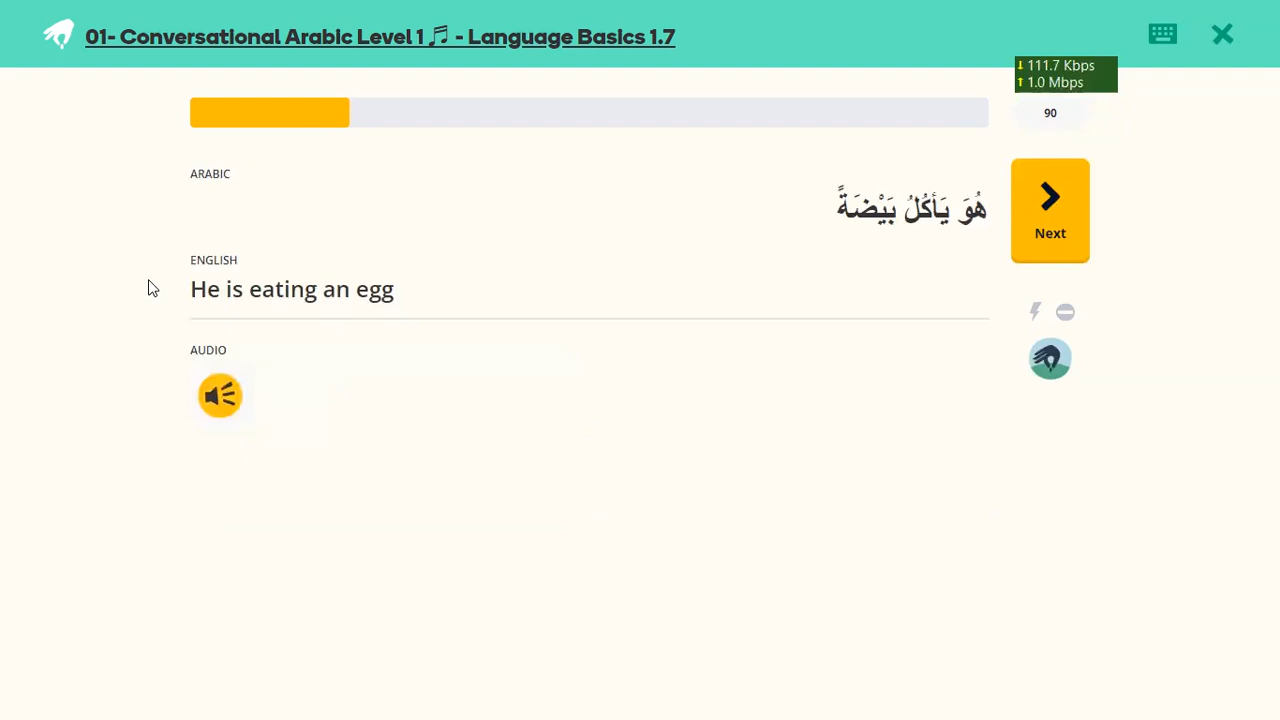 01- Conversational Arabic Level 1 🎵 - Language Basics 1.7
↓ 111.7 Kbps
↑ 1.0 Mbps
90
ARABIC
هُوَ يَأكُلُ بَيْضَةً
Next
ENGLISH
He is eating an egg
AUDIO